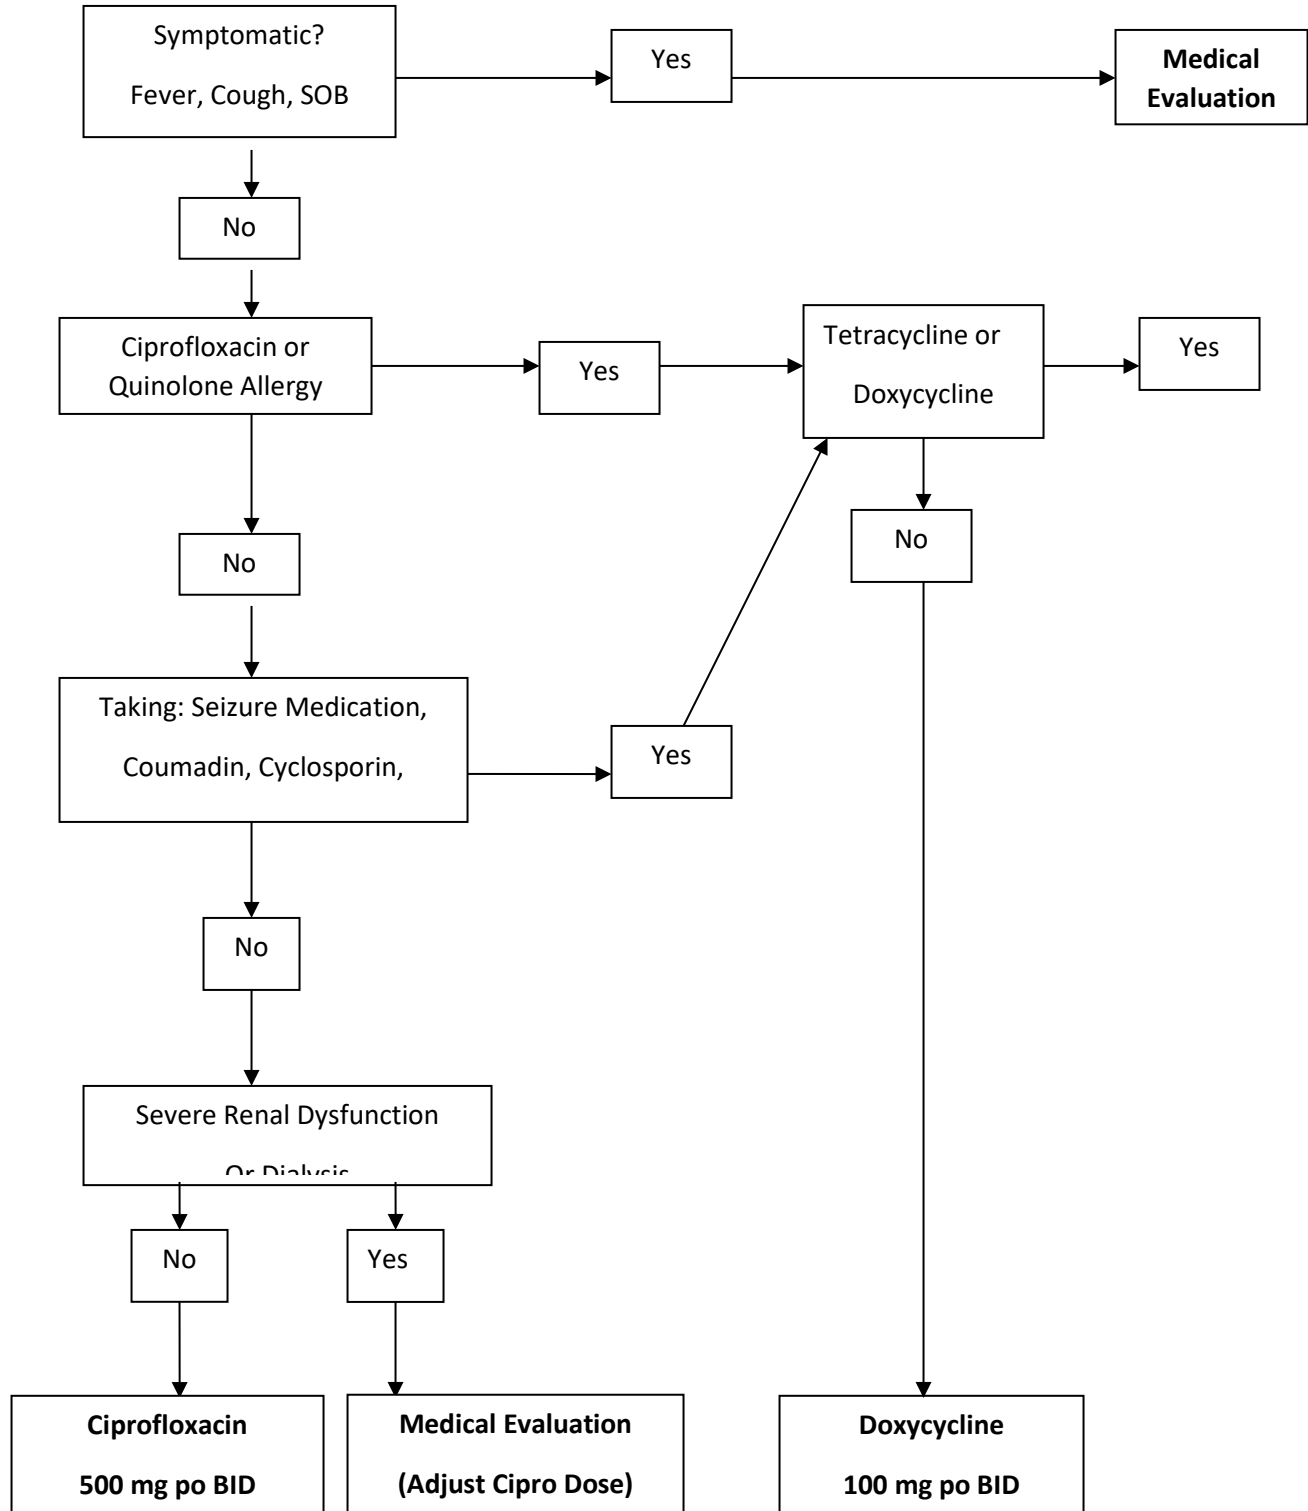 Symptomatic?
Fever, Cough, SOB
Yes
Medical
Evaluation
No
Ciprofloxacin or
Quinolone Allergy
Yes
Tetracycline or
Doxycycline
Yes
No
No
Taking: Seizure Medication,
Coumadin, Cyclosporin,
Yes
No
Severe Renal Dysfunction
Or Dialysis
No
Yes
Ciprofloxacin
500 mg po BID
Medical Evaluation
(Adjust Cipro Dose)
Doxycycline
100 mg po BID